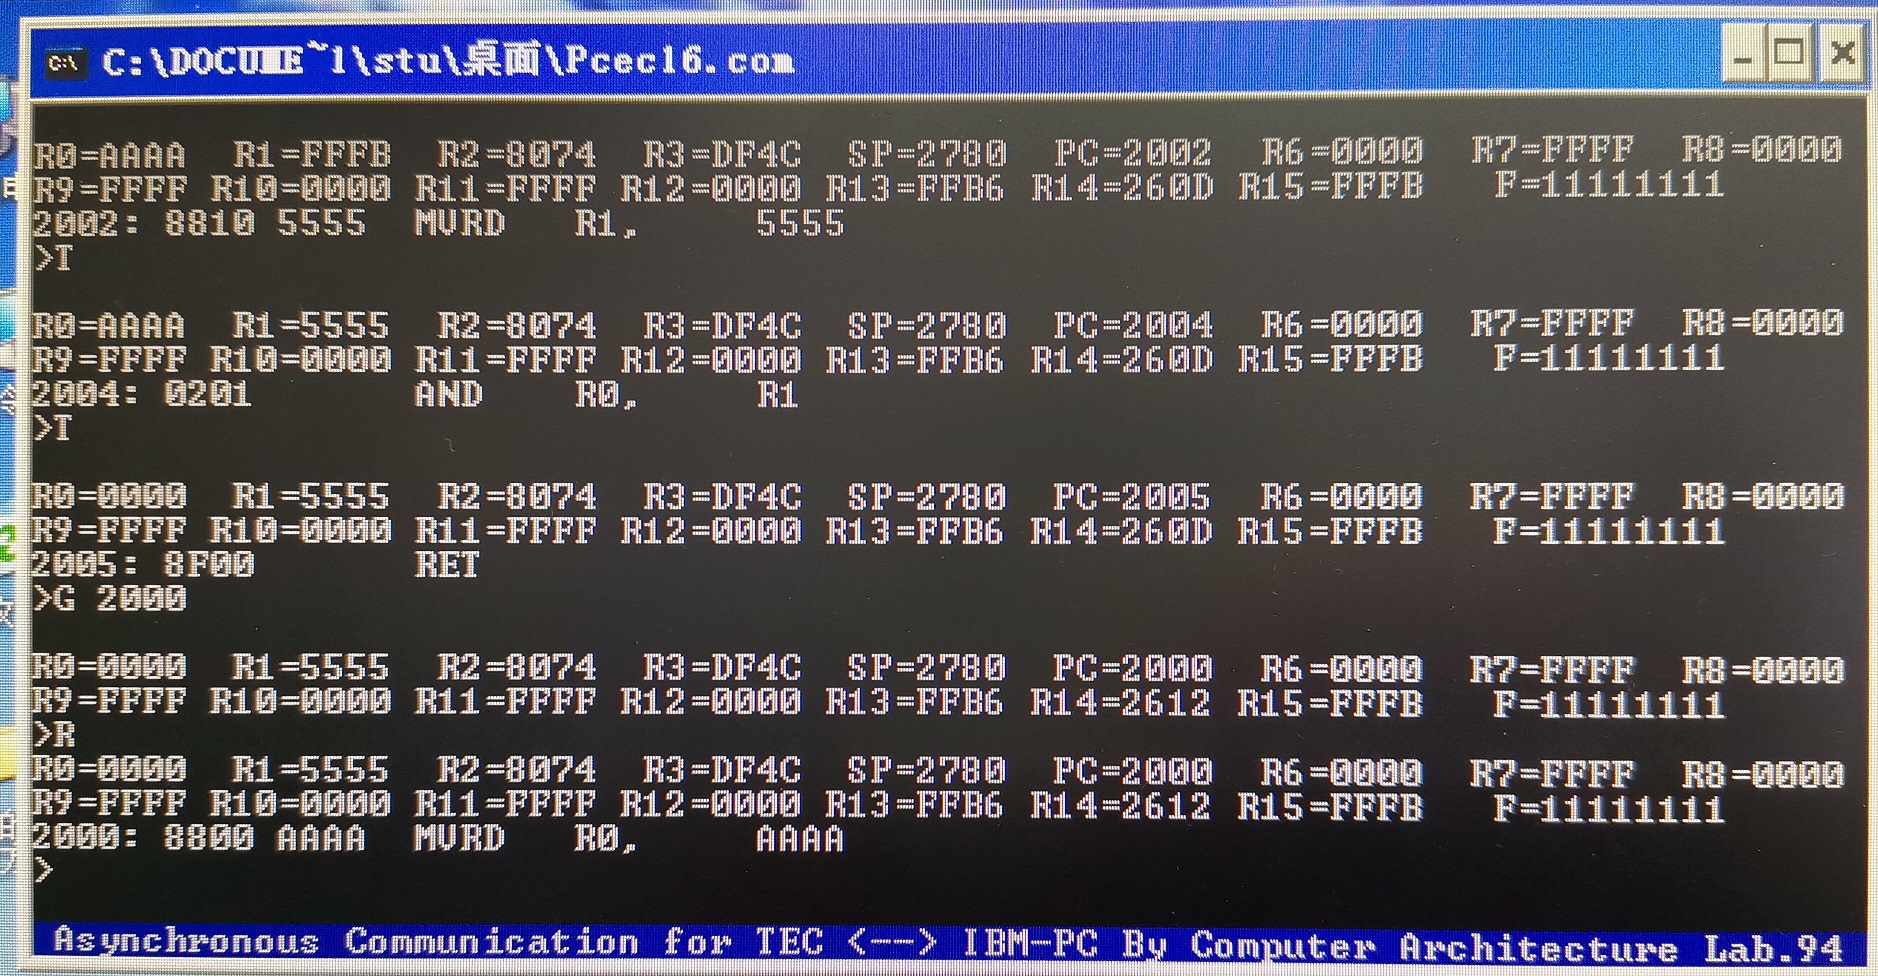 C:\DOCUME~1\stu\桌面\Pcec16.com
R0=AAAA R1=FFFB R2=8074 R3=DF4C SP=2780 PC=2002 R6=0000 R7=FFFF R8=0000
R9=FFFF R10=0000 R11=FFFF R12=0000 R13=FFB6 R14=260D R15=FFFB F=11111111
2002: 8810 5555 MVRD R1, 5555
>T
R0=AAAA R1=5555 R2=8074 R3=DF4C SP=2780 PC=2004 R6=0000 R7=FFFF R8=0000
R9=FFFF R10=0000 R11=FFFF R12=0000 R13=FFB6 R14=260D R15=FFFB F=11111111
2004: 0201 AND R0, R1
>T
R0=0000 R1=5555 R2=8074 R3=DF4C SP=2780 PC=2005 R6=0000 R7=FFFF R8=0000
R9=FFFF R10=0000 R11=FFFF R12=0000 R13=FFB6 R14=260D R15=FFFB F=11111111
2005: 8F00 RET
>G 2000
R0=0000 R1=5555 R2=8074 R3=DF4C SP=2780 PC=2000 R6=0000 R7=FFFF R8=0000
R9=FFFF R10=0000 R11=FFFF R12=0000 R13=FFB6 R14=2612 R15=FFFB F=11111111
>R
R0=0000 R1=5555 R2=8074 R3=DF4C SP=2780 PC=2000 R6=0000 R7=FFFF R8=0000
R9=FFFF R10=0000 R11=FFFF R12=0000 R13=FFB6 R14=2612 R15=FFFB F=11111111
2000: 8800 AAAA MVRD R0, AAAA
>
Asynchronous Communication for TEC <--> IBM-PC By Computer Architecture Lab.94